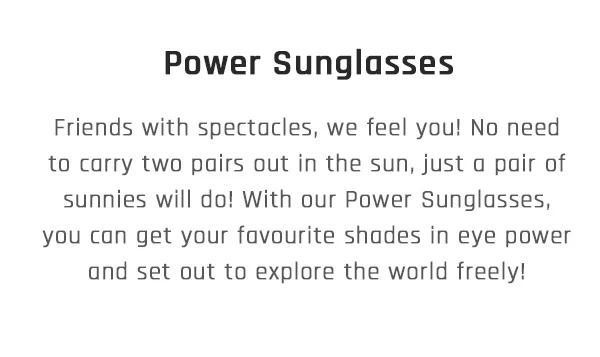 Power Sunglasses
Friends with spectacles, we feel you! No need
to carry two pairs out in the sun, just a pair of
sunnies will do! With our Power Sunglasses,
you can get your favourite shades in eye power
and set out to explore the world freely!